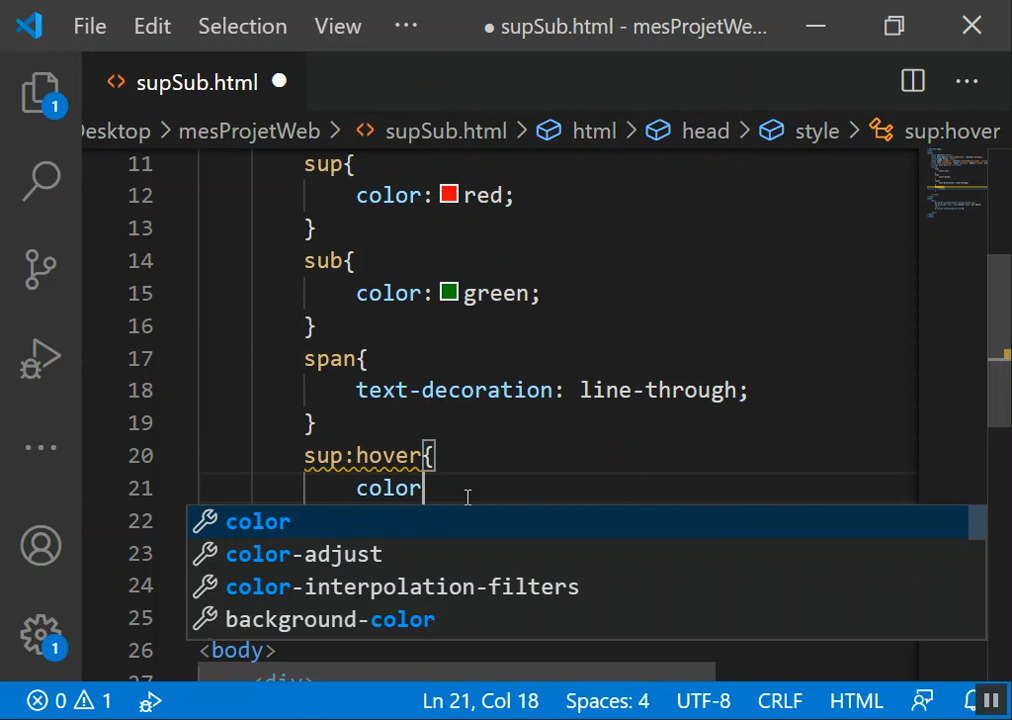 File Edit Selection View ··· ● supSub.html - mesProjetWe...
1
<> supSub.html ● ···
Desktop > mesProjetWeb > <> supSub.html > html > head > style > sup:hover
11 sup{
12 color: red;
13 }
14 sub{
15 color: green;
16 }
17 span{
18 text-decoration: line-through;
19 }
20 sup:hover{
21 color
22 color
23 color-adjust
24 color-interpolation-filters
25 background-color
26 <body>
27 <div>
1
0 1 Ln 21, Col 18 Spaces: 4 UTF-8 CRLF HTML